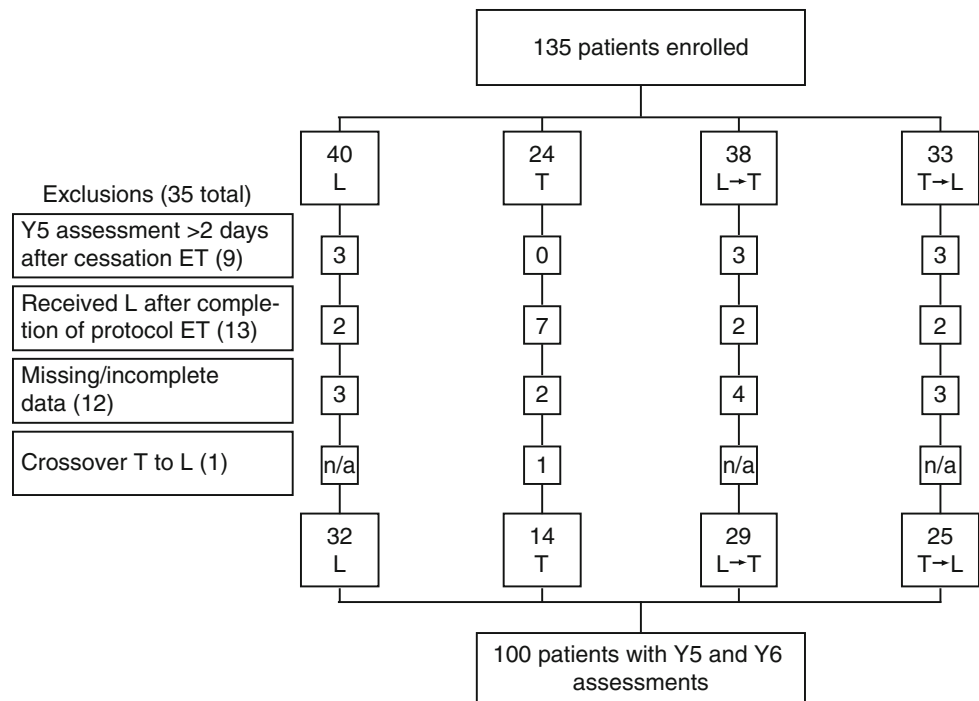 135 patients enrolled
40
L
24
T
38
L→T
33
T→L
Exclusions (35 total)
Y5 assessment >2 days
after cessation ET (9)
3
0
3
3
Received L after comple-
tion of protocol ET (13)
2
7
2
2
Missing/incomplete
data (12)
3
2
4
3
Crossover T to L (1)
n/a
1
n/a
n/a
32
L
14
T
29
L→T
25
T→L
100 patients with Y5 and Y6
assessments